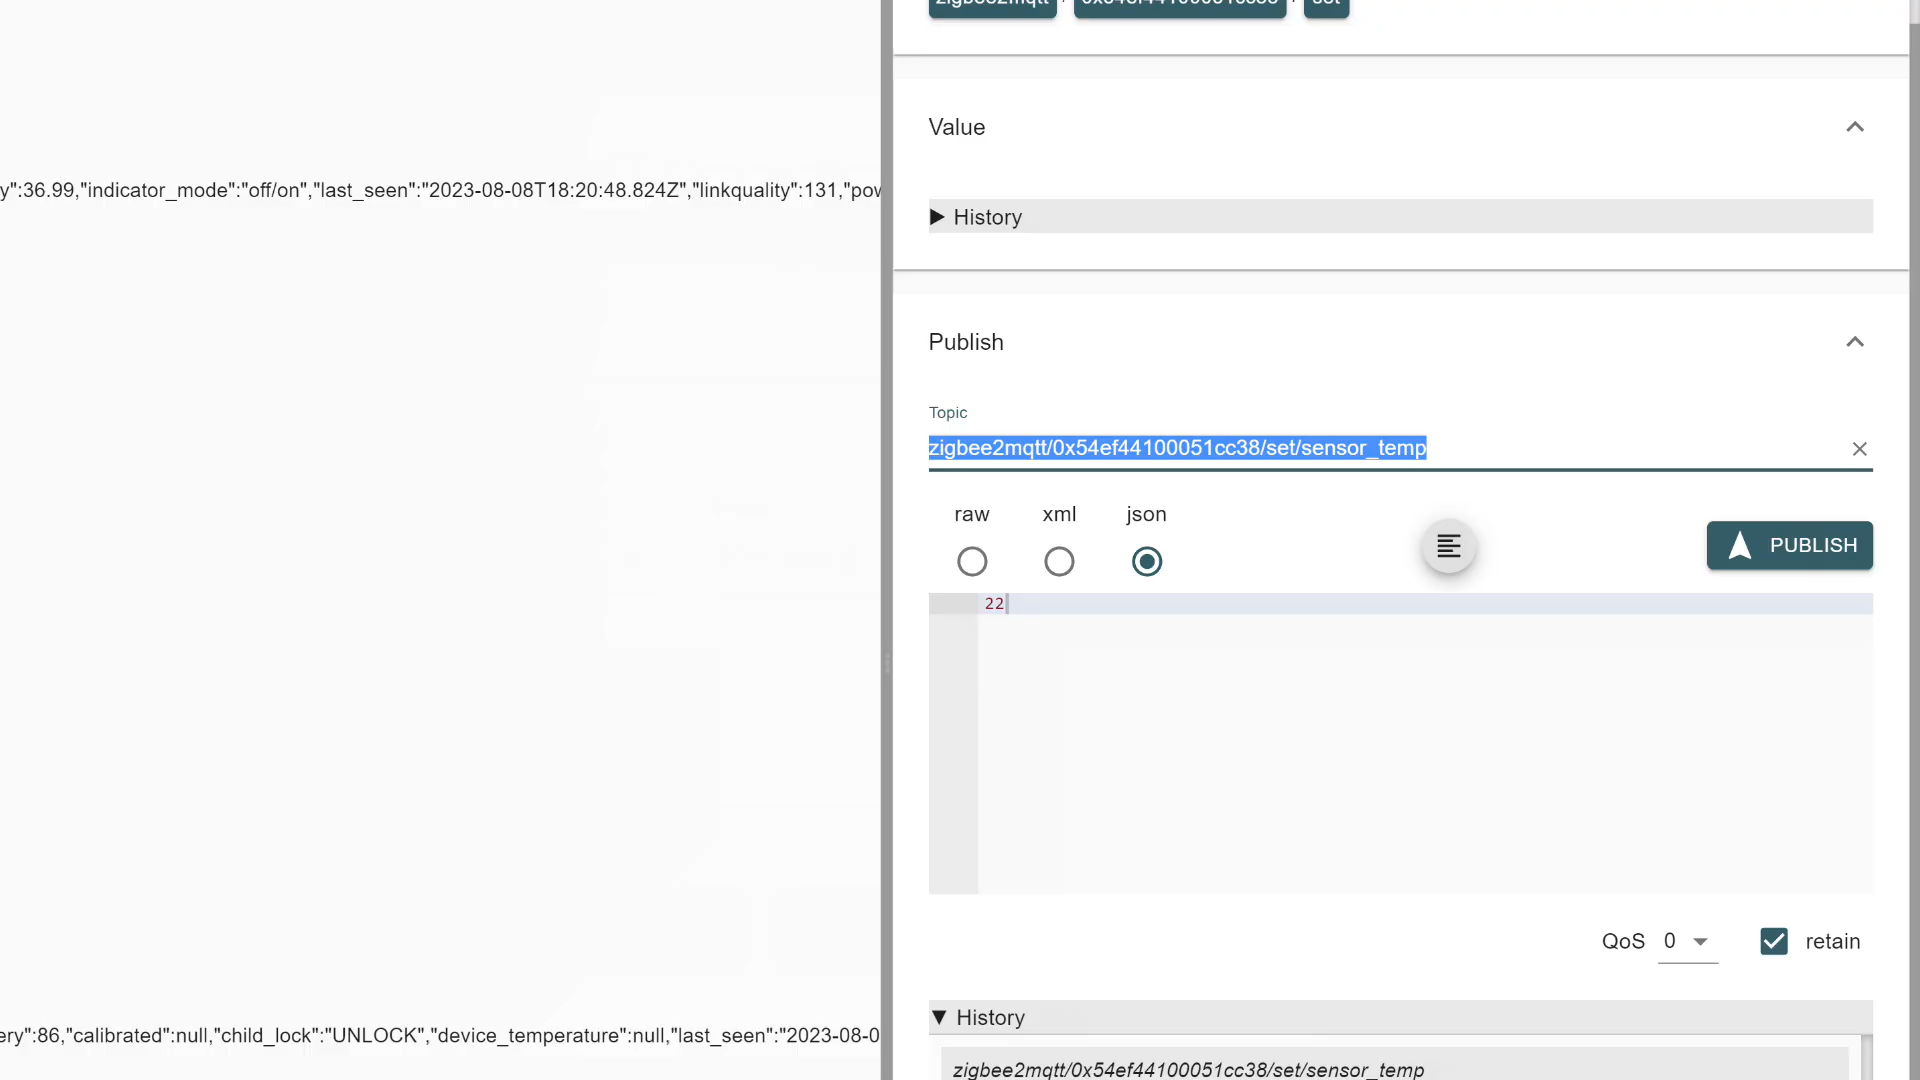 Value
y":36.99,"indicator_mode":"off/on","last_seen":"2023-08-08T18:20:48.824Z","linkquality":131,"pow
▶ History
Publish
Topic
zigbee2mqtt/0x54ef44100051cc38/set/sensor_temp
raw xml json
PUBLISH
22
QoS 0 retain
▼ History
ery":86,"calibrated":null,"child_lock":"UNLOCK","device_temperature":null,"last_seen":"2023-08-0
zigbee2mqtt/0x54ef44100051cc38/set/sensor_temp